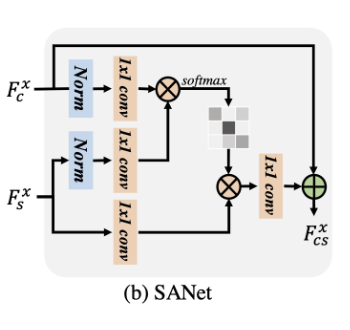 softmax
F_c^x
Norm
1x1 conv
F_s^x
Norm
1x1 conv
1x1 conv
1x1 conv
F_cs^x
(b) SANet